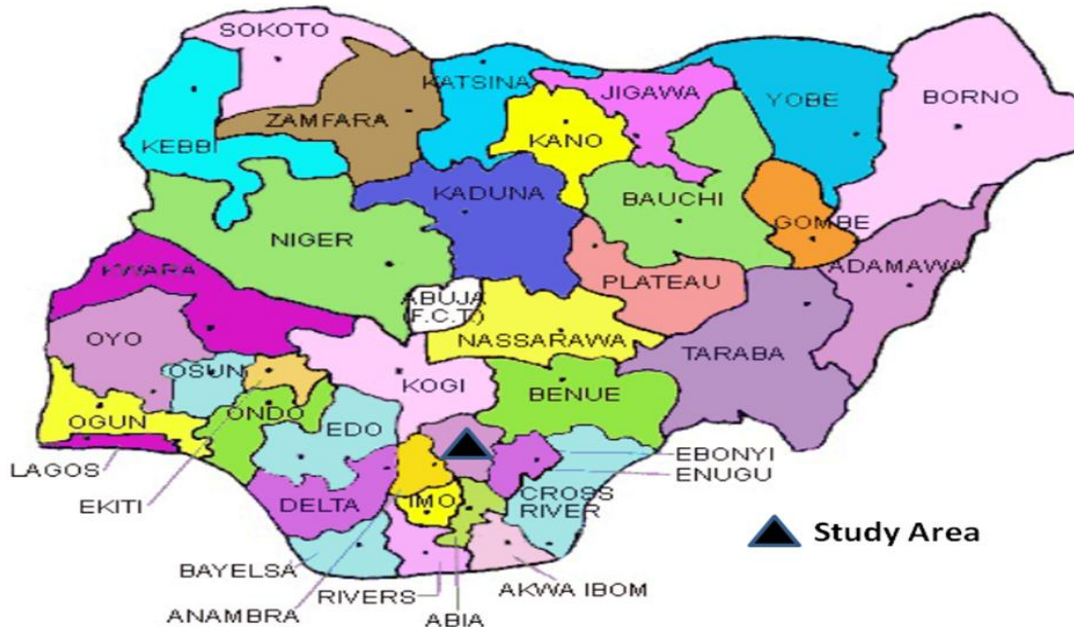 SOKOTO
KATSINA
JIGAWA
YOBE
BORNO
ZAMFARA
KANO
KEBBI
KADUNA
BAUCHI
GOMBE
NIGER
ADAMAWA
KWARA
PLATEAU
ABUJA
(F.C.T.)
OYO
NASSARAWA
TARABA
OSUN
KOGI
BENUE
OGUN
ONDO
EDO
EBONYI
LAGOS
ENUGU
EKITI
DELTA
IMO
CROSS
RIVER
Study Area
BAYELSA
RIVERS
AKWA IBOM
ANAMBRA
ABIA